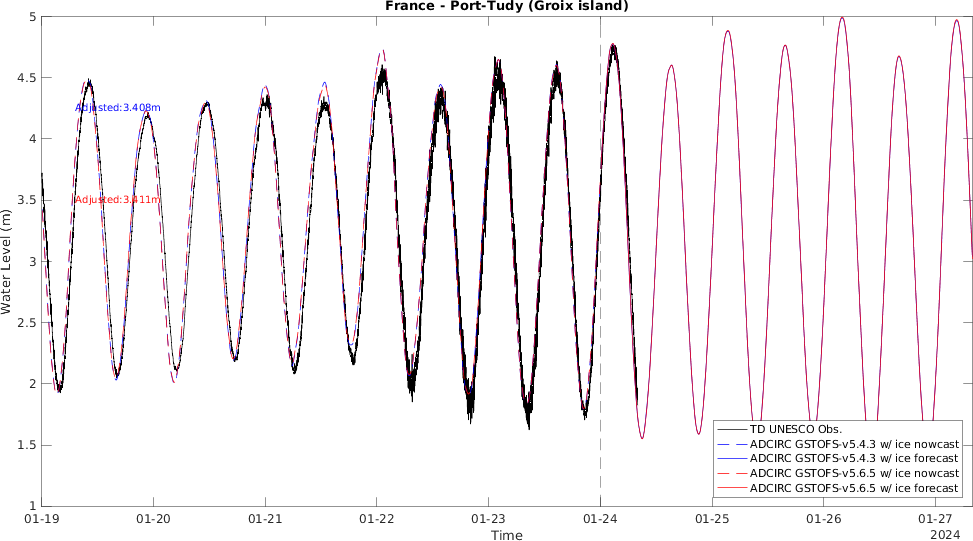 France - Port-Tudy (Groix island)
5
4.5
4
3.5
3
2.5
2
1.5
1
Water Level (m)
Adjusted:3.408m
Adjusted:3.411m
TD UNESCO Obs.
ADCIRC GSTOFS-v5.4.3 w/ ice nowcast
ADCIRC GSTOFS-v5.4.3 w/ ice forecast
ADCIRC GSTOFS-v5.6.5 w/ ice nowcast
ADCIRC GSTOFS-v5.6.5 w/ ice forecast
01-19 01-20 01-21 01-22 01-23 01-24 01-25 01-26 01-27
Time
2024